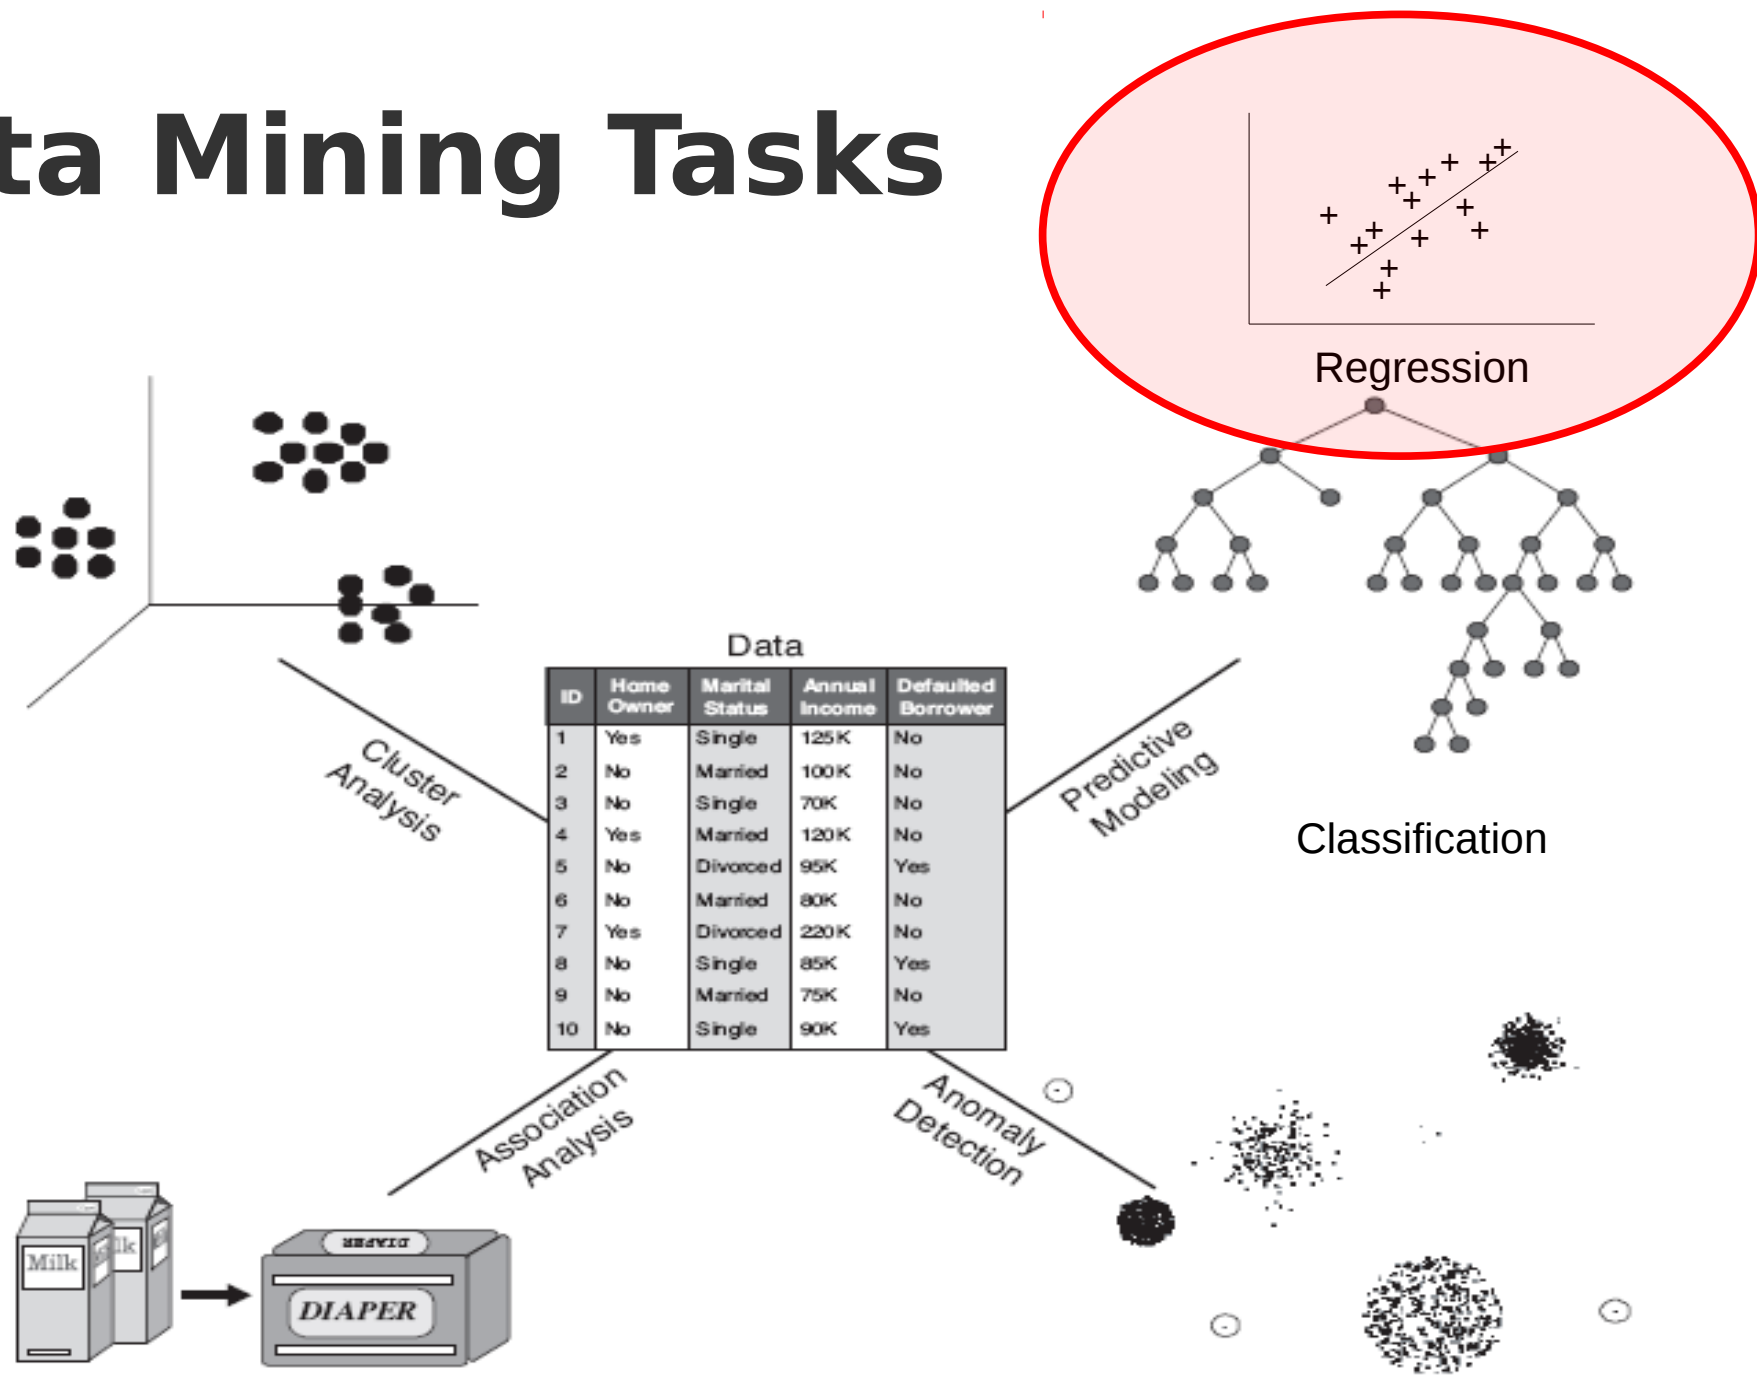 ta Mining Tasks
Regression
Data
ID Home Owner Marital Status Annual Income Defaulted Borrower
1 Yes Single 125K No
2 No Married 100K No
3 No Single 70K No
4 Yes Married 120K No
5 No Divorced 95K Yes
6 No Married 80K No
7 Yes Divorced 220K No
8 No Single 85K Yes
9 No Married 75K No
10 No Single 90K Yes
Cluster
Analysis
Predictive
Modeling
Classification
Association
Analysis
Anomaly
Detection
Milk
lk
DIAPER
DIAPER